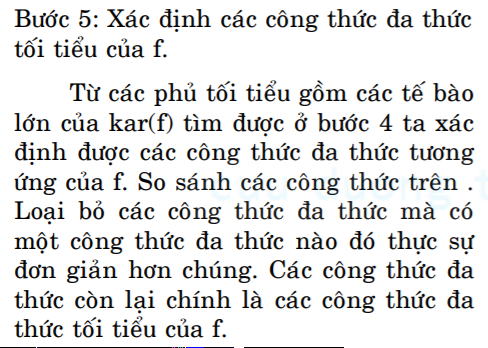 Bước 5: Xác định các công thức đa thức
tối tiểu của f.
Từ các phủ tối tiểu gồm các tế bào
lớn của kar(f) tìm được ở bước 4 ta xác
định được các công thức đa thức tương
ứng của f. So sánh các công thức trên .
Loại bỏ các công thức đa thức mà có
một công thức đa thức nào đó thực sự
đơn giản hơn chúng. Các công thức đa
thức còn lại chính là các công thức đa
thức tối tiểu của f.